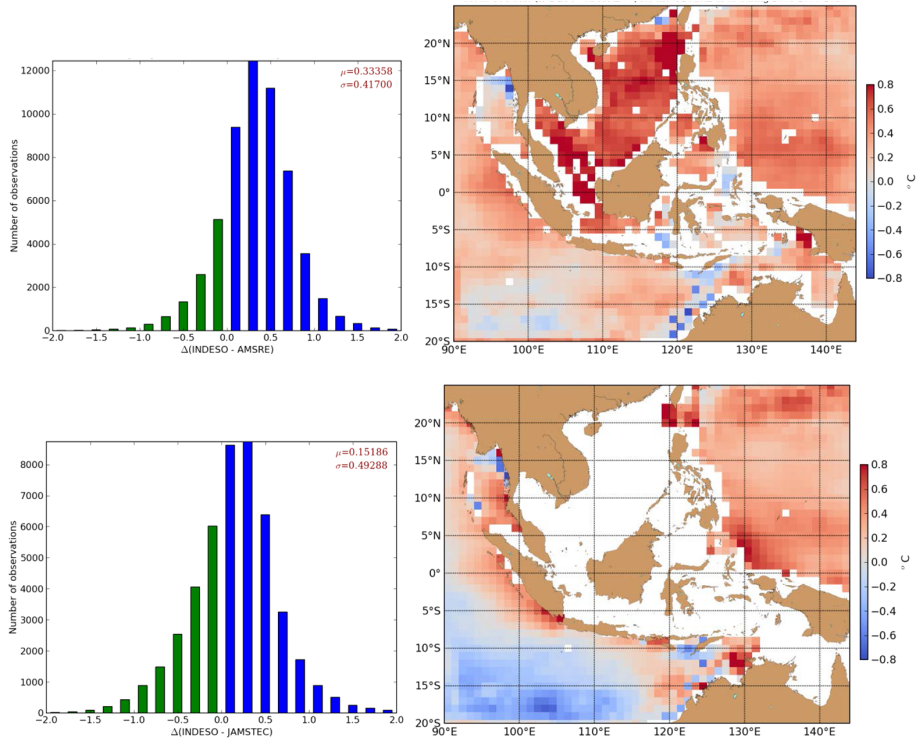 μ=0.33358
σ=0.41700
12000
10000
8000
6000
4000
2000
0
Number of observations
−2.0 −1.5 −1.0 −0.5 0.0 0.5 1.0 1.5 2.0
Δ(INDESO - AMSRE)
20°N
15°N
10°N
5°N
0°
5°S
10°S
15°S
20°S
90°E 100°E 110°E 120°E 130°E 140°E
0.8
0.6
0.4
0.2
0.0
−0.2
−0.4
−0.6
−0.8
°C
μ=0.15186
σ=0.49288
8000
7000
6000
5000
4000
3000
2000
1000
0
Number of observations
−2.0 −1.5 −1.0 −0.5 0.0 0.5 1.0 1.5 2.0
Δ(INDESO - JAMSTEC)
20°N
15°N
10°N
5°N
0°
5°S
10°S
15°S
20°S
90°E 100°E 110°E 120°E 130°E 140°E
0.8
0.6
0.4
0.2
0.0
−0.2
−0.4
−0.6
−0.8
°C